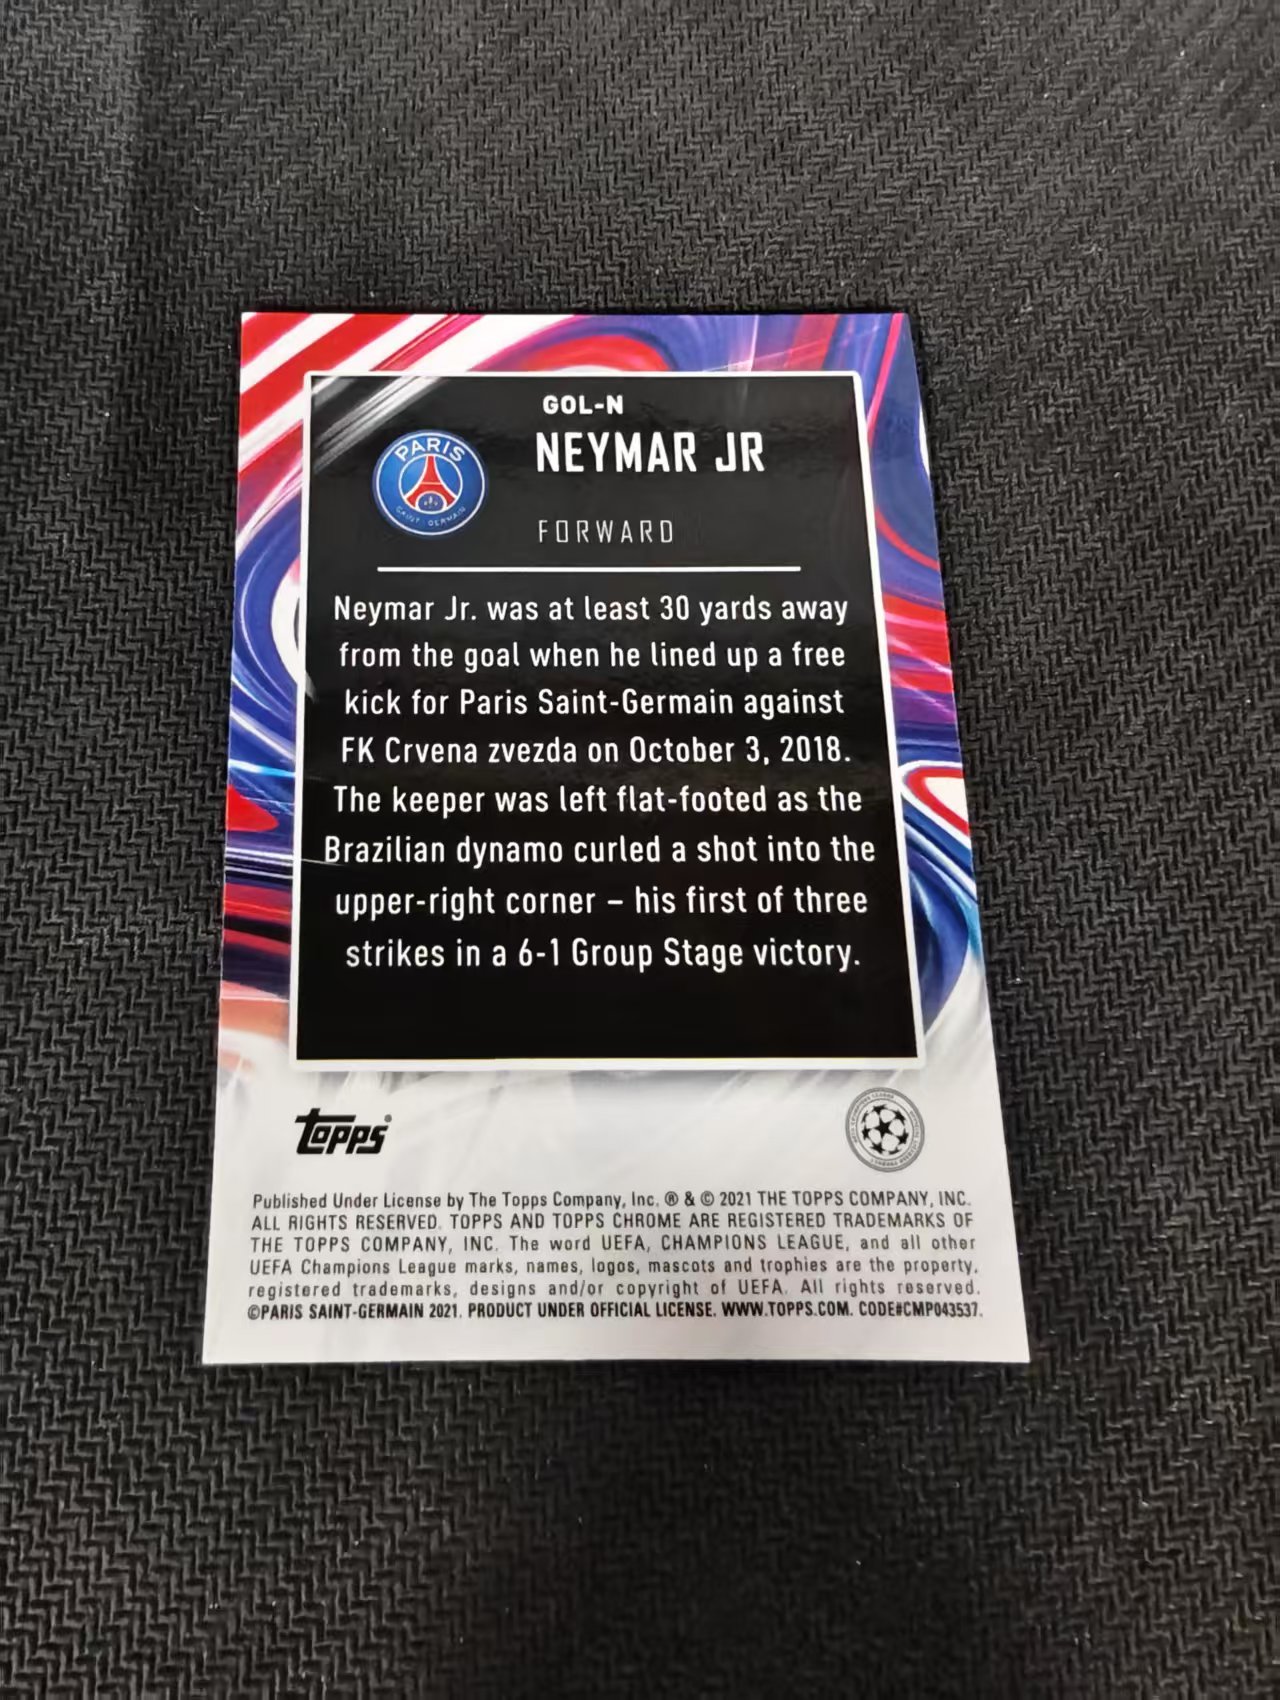 GOL-N
NEYMAR JR
PARIS
SAINT-GERMAIN
FORWARD
Neymar Jr. was at least 30 yards away
from the goal when he lined up a free
kick for Paris Saint-Germain against
FK Crvena zvezda on October 3, 2018.
The keeper was left flat-footed as the
Brazilian dynamo curled a shot into the
upper-right corner – his first of three
strikes in a 6-1 Group Stage victory.
Topps®
Published Under License by The Topps Company, Inc. ® & © 2021 THE TOPPS COMPANY, INC.
ALL RIGHTS RESERVED. TOPPS AND TOPPS CHROME ARE REGISTERED TRADEMARKS OF
THE TOPPS COMPANY, INC. The word UEFA, CHAMPIONS LEAGUE, and all other
UEFA Champions League marks, names, logos, mascots and trophies are the property,
registered trademarks, designs and/or copyright of UEFA. All rights reserved.
©PARIS SAINT-GERMAIN 2021. PRODUCT UNDER OFFICIAL LICENSE. WWW.TOPPS.COM. CODE#CMP043537.